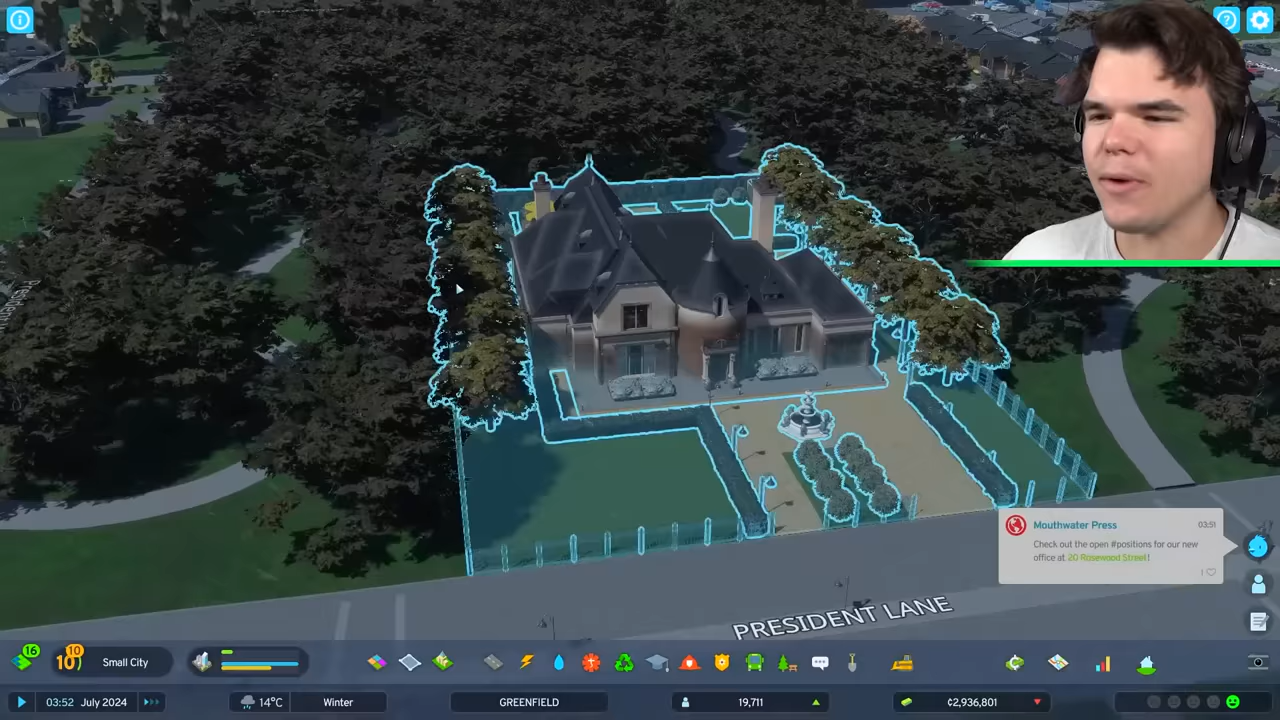 Mouthwater Press
03:51
Check out the open #positions for our new
office at 20 Rosewood Street!
1
PRESIDENT LANE
16
10
Small City
03:52 July 2024
14°C
Winter
GREENFIELD
19,711
¢2,936,801